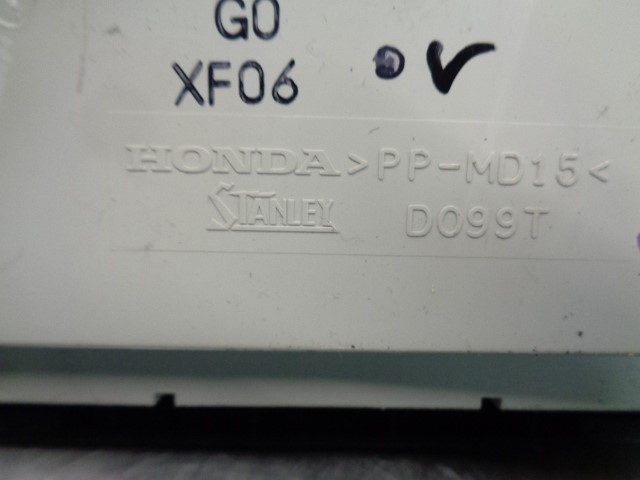 G0
XF06
HONDA >PP-MD15<
STANLEY D099T